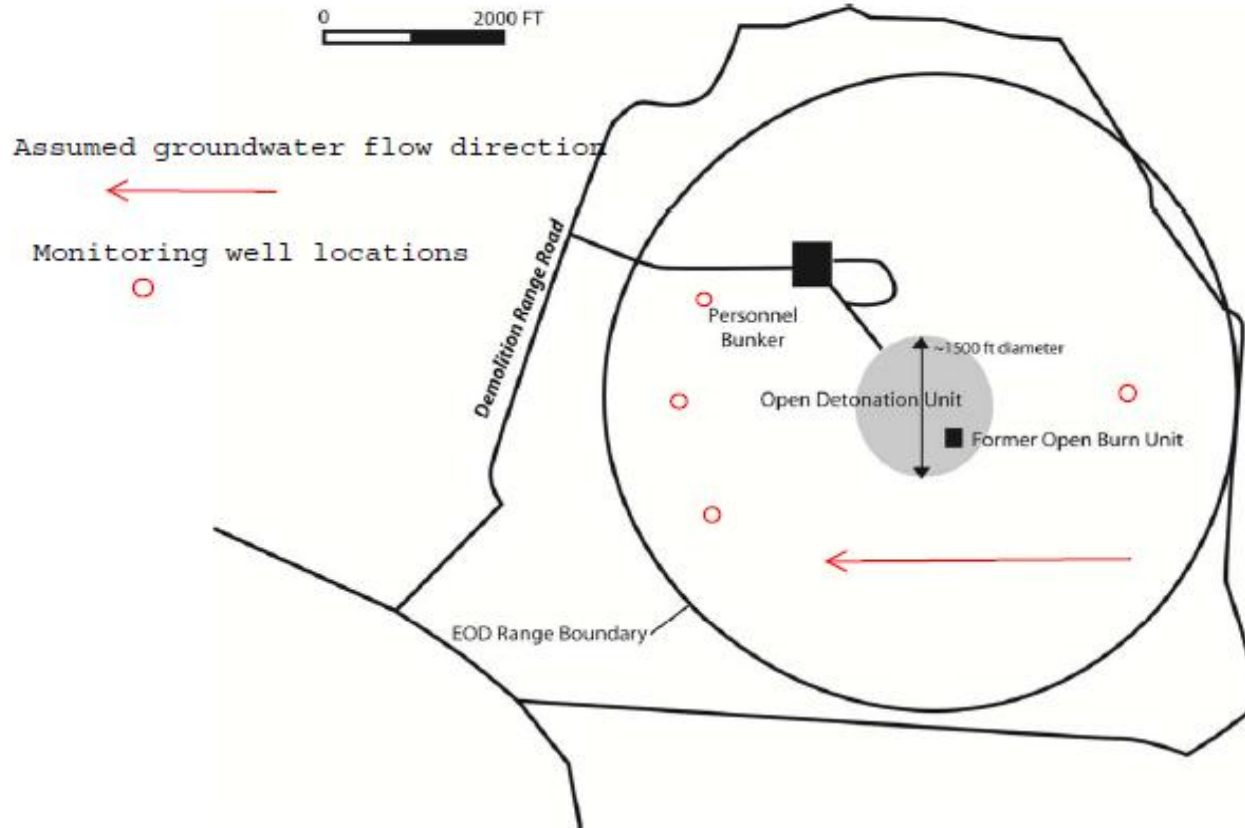 0 2000 FT
Assumed groundwater flow direction
Monitoring well locations
Demolition Range Road
Personnel
Bunker
~1500 ft diameter
Open Detonation Unit
Former Open Burn Unit
EOD Range Boundary